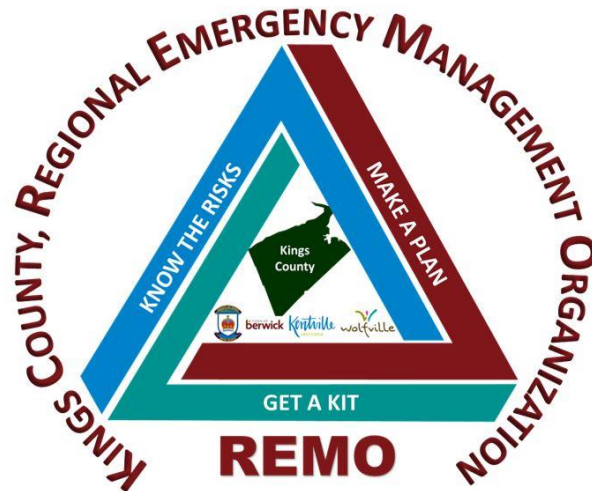 KINGS COUNTY, REGIONAL EMERGENCY MANAGEMENT ORGANIZATION
KNOW THE RISKS
MAKE A PLAN
Kings
County
berwick
Kentville
wolfville
GET A KIT
REMO